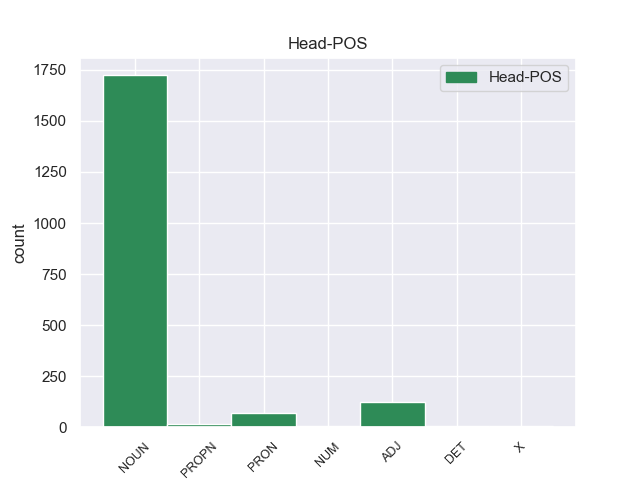 Head-POS
Head-POS
1750
1500
1250
1000
750
500
250
0
count
NOUN
PROPN
PRON
NUM
ADJ
DET
X